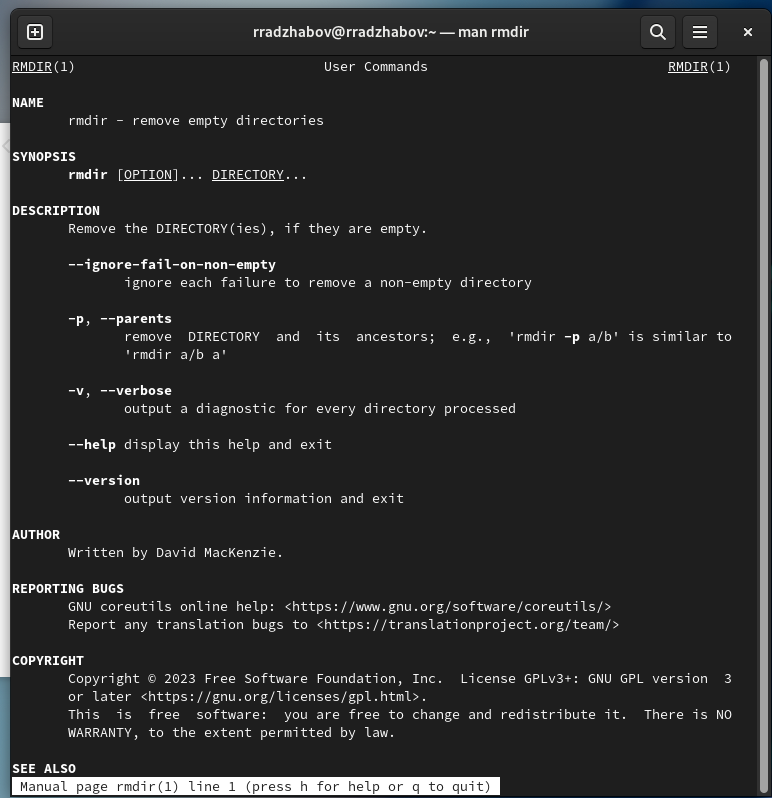 rradzhabov@rradzhabov:~ — man rmdir
RMDIR(1) User Commands RMDIR(1)
NAME
rmdir - remove empty directories
SYNOPSIS
rmdir [OPTION]... DIRECTORY...
DESCRIPTION
Remove the DIRECTORY(ies), if they are empty.
--ignore-fail-on-non-empty
ignore each failure to remove a non-empty directory
-p, --parents
remove DIRECTORY and its ancestors; e.g., 'rmdir -p a/b' is similar to
'rmdir a/b a'
-v, --verbose
output a diagnostic for every directory processed
--help display this help and exit
--version
output version information and exit
AUTHOR
Written by David MacKenzie.
REPORTING BUGS
GNU coreutils online help: <https://www.gnu.org/software/coreutils/>
Report any translation bugs to <https://translationproject.org/team/>
COPYRIGHT
Copyright © 2023 Free Software Foundation, Inc. License GPLv3+: GNU GPL version 3
or later <https://gnu.org/licenses/gpl.html>.
This is free software: you are free to change and redistribute it. There is NO
WARRANTY, to the extent permitted by law.
SEE ALSO
Manual page rmdir(1) line 1 (press h for help or q to quit)